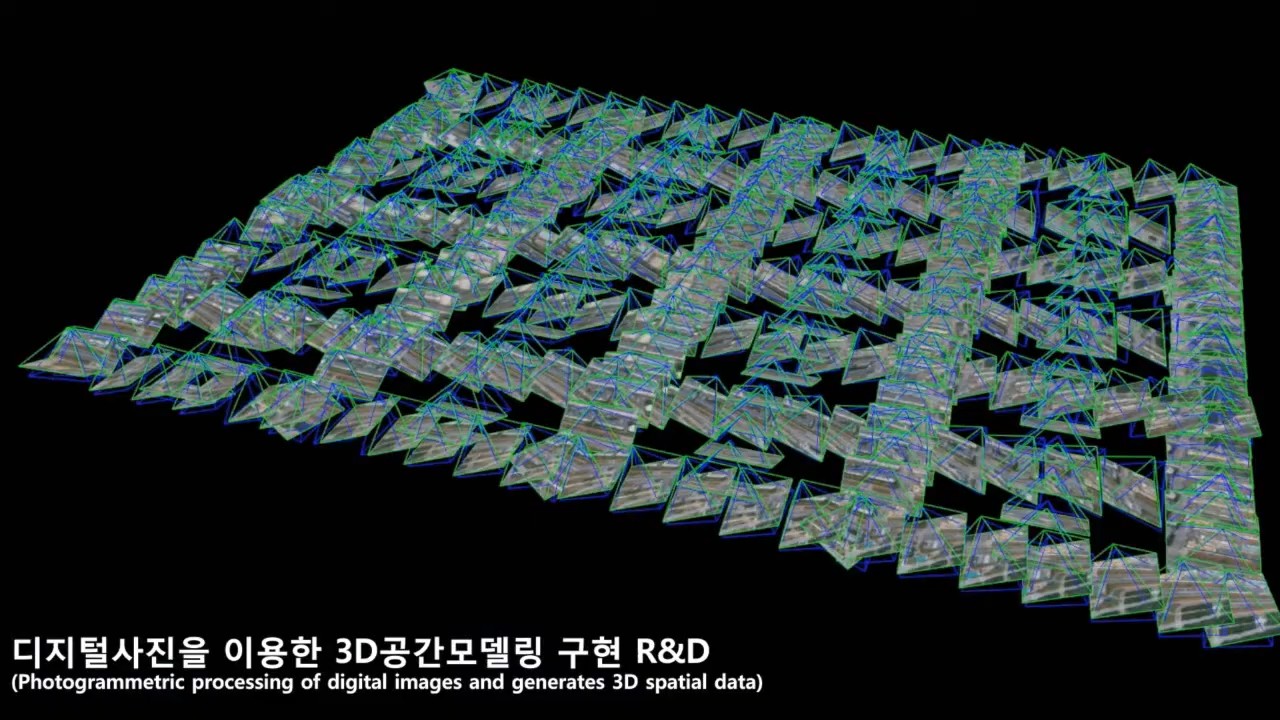 디지털사진을 이용한 3D공간모델링 구현 R&D
(Photogrammetric processing of digital images and generates 3D spatial data)